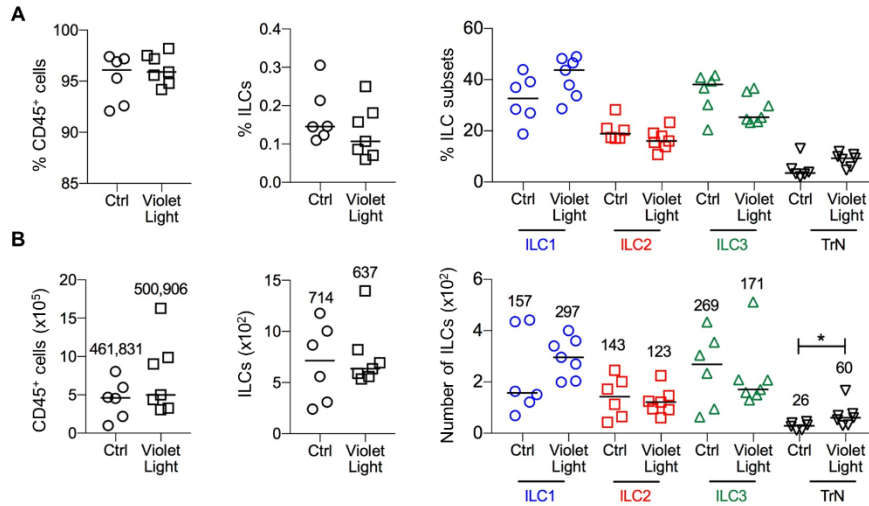 A
% CD45⁺ cells
100
95
90
85
Ctrl
Violet
Light
% ILCs
0.4
0.3
0.2
0.1
0.0
Ctrl
Violet
Light
% ILC subsets
60
40
20
0
Ctrl
Violet
Light
Ctrl
Violet
Light
Ctrl
Violet
Light
Ctrl
Violet
Light
ILC1
ILC2
ILC3
TrN
B
CD45⁺ cells (x10⁵)
20
15
10
5
0
461,831
500,906
Ctrl
Violet
Light
ILCs (x10²)
15
10
5
0
714
637
Ctrl
Violet
Light
Number of ILCs (x10²)
6
4
2
0
157
297
143
123
269
171
*
26
60
Ctrl
Violet
Light
Ctrl
Violet
Light
Ctrl
Violet
Light
Ctrl
Violet
Light
ILC1
ILC2
ILC3
TrN